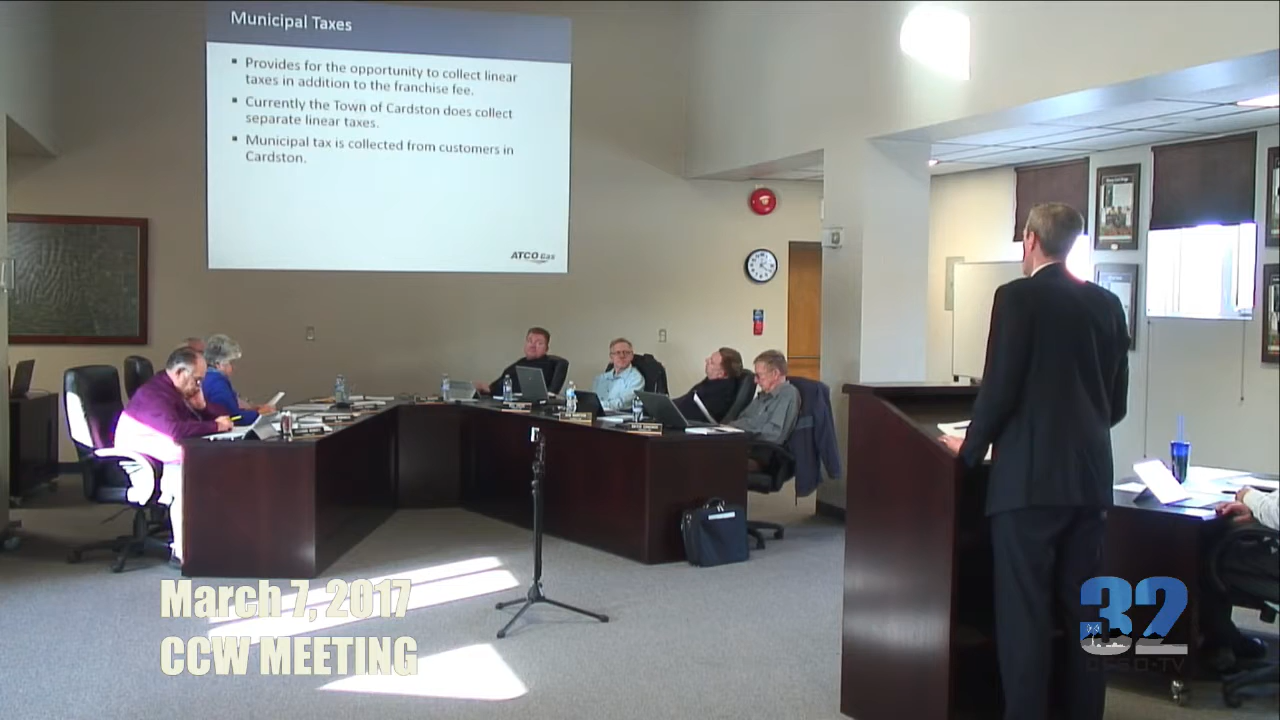 Municipal Taxes
▪ Provides for the opportunity to collect linear
taxes in addition to the franchise fee.
▪ Currently the Town of Cardston does collect
separate linear taxes.
▪ Municipal tax is collected from customers in
Cardston.
ATCO Gas
March 7, 2017
CCW MEETING
32